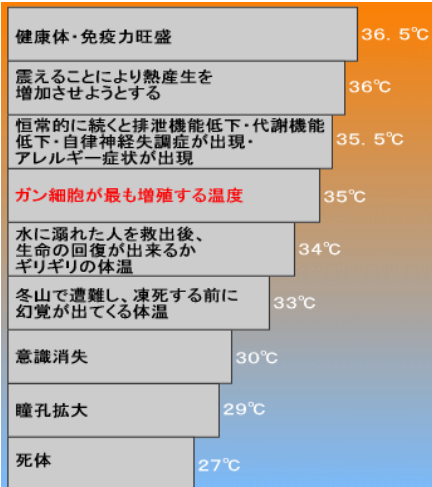 健康体・免疫力旺盛
36. 5℃
震えることにより熱産生を
増加させようとする
36℃
恒常的に続くと排泄機能低下・代謝機能
低下・自律神経失調症が出現・
アレルギー症状が出現
35. 5℃
ガン細胞が最も増殖する温度
35℃
水に溺れた人を救出後、
生命の回復が出来るか
ギリギリの体温
34℃
冬山で遭難し、凍死する前に
幻覚が出てくる体温
33℃
意識消失
30℃
瞳孔拡大
29℃
死体
27℃